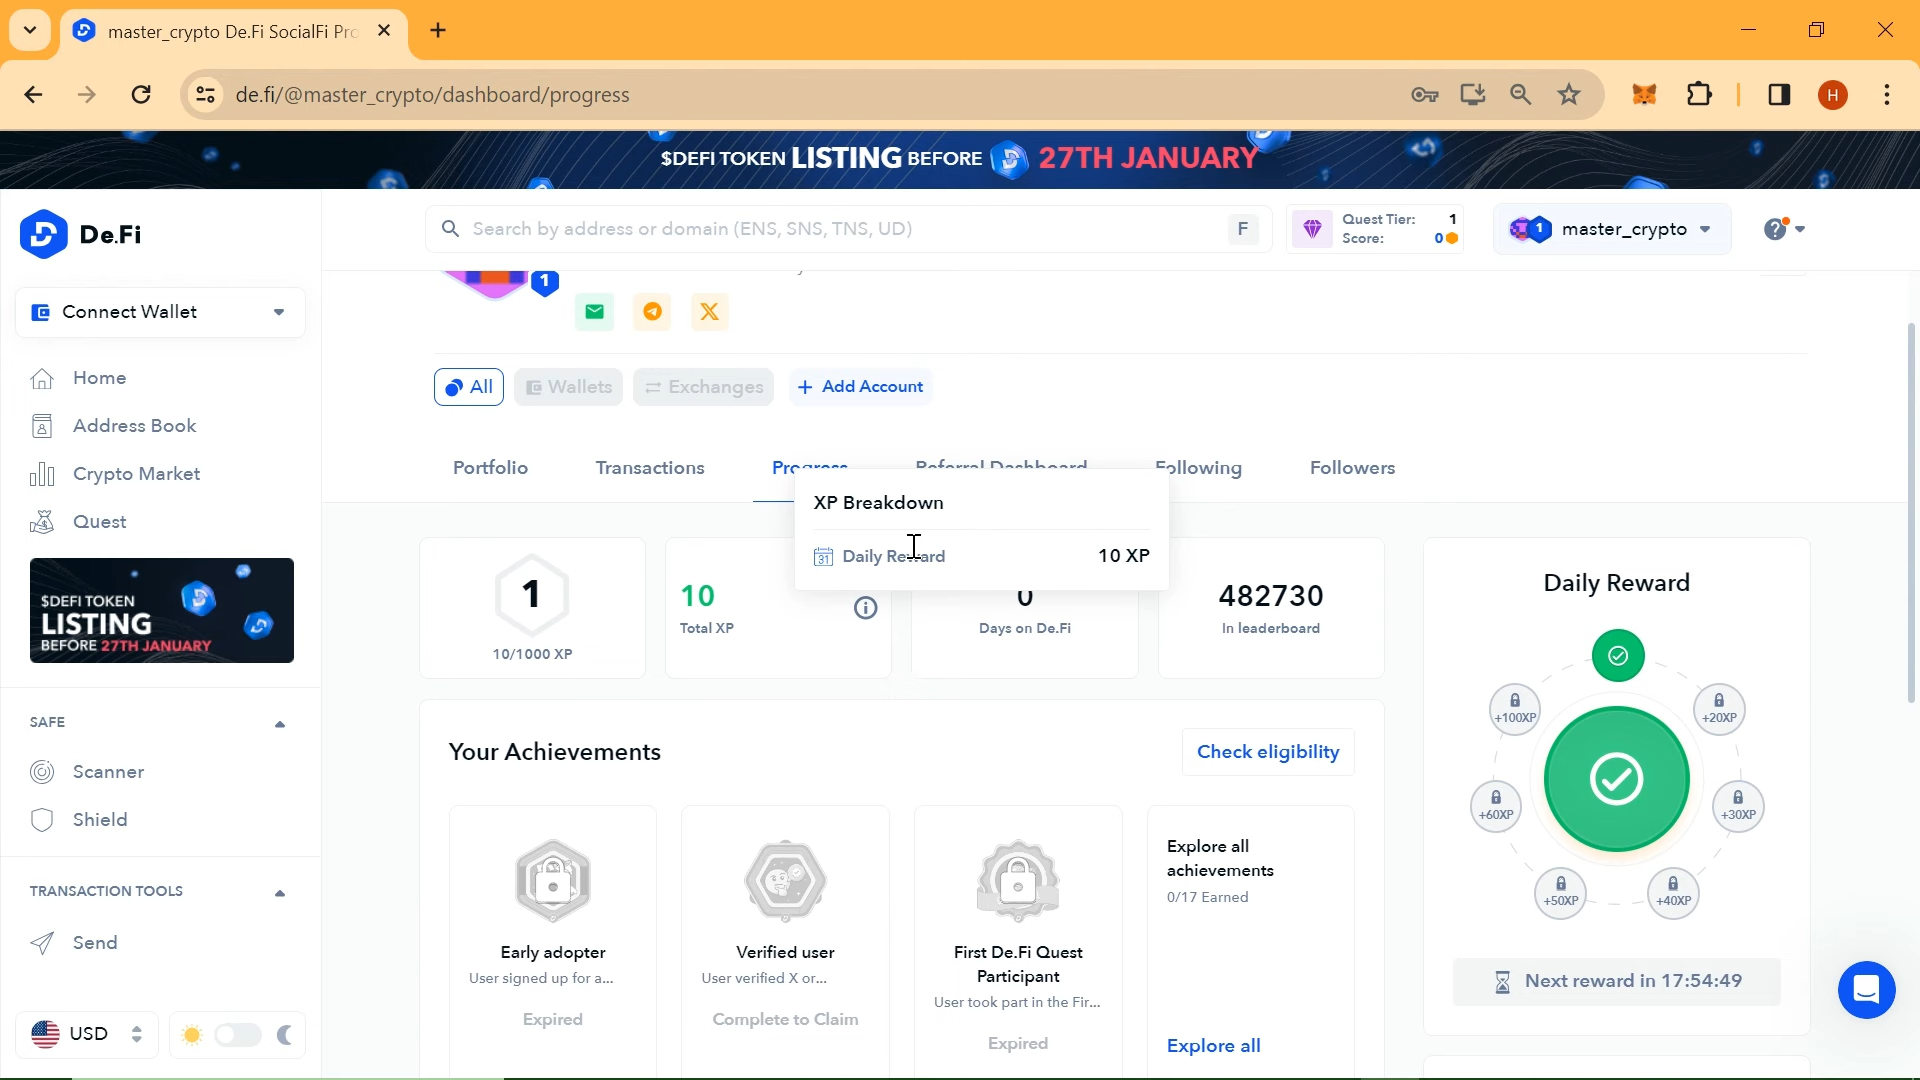 master_crypto De.Fi SocialFi Pro
de.fi/@master_crypto/dashboard/progress
H
$DEFI TOKEN LISTING BEFORE 27TH JANUARY
De.Fi
Search by address or domain (ENS, SNS, TNS, UD)
F
Quest Tier: 1
Score: 0
1
master_crypto
Connect Wallet
1
Home
All
Wallets
Exchanges
+ Add Account
Address Book
Crypto Market
Portfolio
Transactions
Progress
Referral Dashboard
Following
Followers
Quest
XP Breakdown
31 Daily Reward 10 XP
$DEFI TOKEN
LISTING
BEFORE 27TH JANUARY
1
10/1000 XP
10
Total XP
0
Days on De.Fi
482730
In leaderboard
Daily Reward
+100XP
+20XP
+60XP
+30XP
+50XP
+40XP
Next reward in 17:54:49
SAFE
Scanner
Shield
Your Achievements
Check eligibility
TRANSACTION TOOLS
Send
Early adopter
User signed up for a...
Expired
Verified user
User verified X or...
Complete to Claim
First De.Fi Quest
Participant
User took part in the Fir...
Expired
Explore all
achievements
0/17 Earned
Explore all
USD